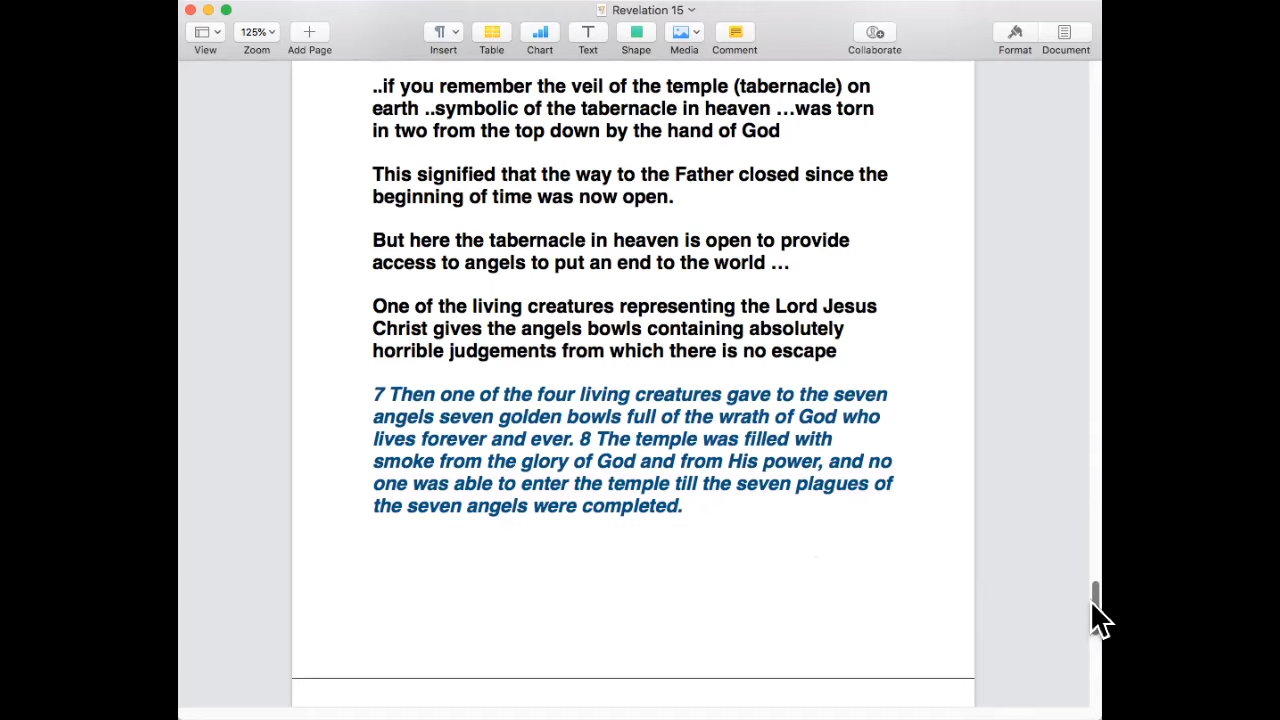 Revelation 15
125%
View
Zoom
Add Page
Insert
Table
Chart
Text
Shape
Media
Comment
Collaborate
Format
Document
..if you remember the veil of the temple (tabernacle) on
earth ..symbolic of the tabernacle in heaven …was torn
in two from the top down by the hand of God
This signified that the way to the Father closed since the
beginning of time was now open.
But here the tabernacle in heaven is open to provide
access to angels to put an end to the world …
One of the living creatures representing the Lord Jesus
Christ gives the angels bowls containing absolutely
horrible judgements from which there is no escape
7 Then one of the four living creatures gave to the seven
angels seven golden bowls full of the wrath of God who
lives forever and ever. 8 The temple was filled with
smoke from the glory of God and from His power, and no
one was able to enter the temple till the seven plagues of
the seven angels were completed.